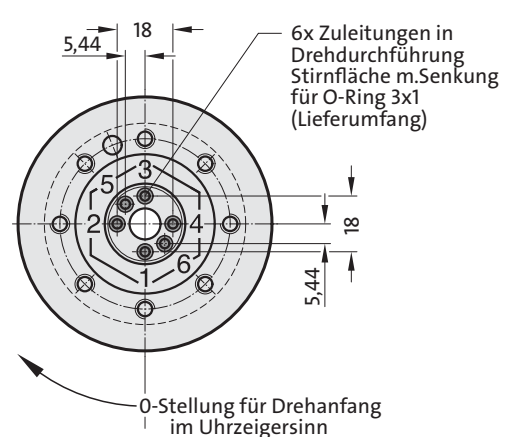 18
5,44
6x Zuleitungen in
Drehdurchführung
Stirnfläche m.Senkung
für O-Ring 3x1
(Lieferumfang)
3
5
2
4
1
6
18
5,44
0-Stellung für Drehanfang
im Uhrzeigersinn